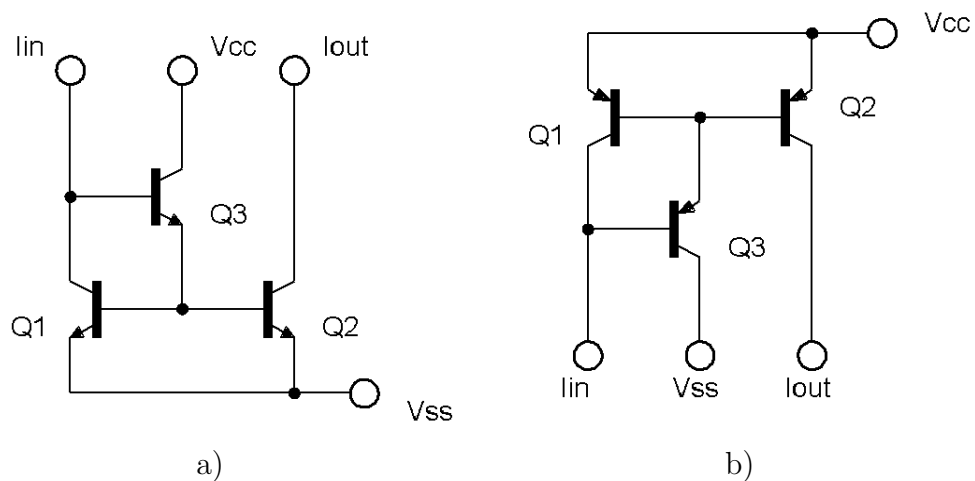 Iin
Vcc
Iout
Q3
Q1
Q2
Vss
a)
Vcc
Q1
Q2
Q3
Iin
Vss
Iout
b)